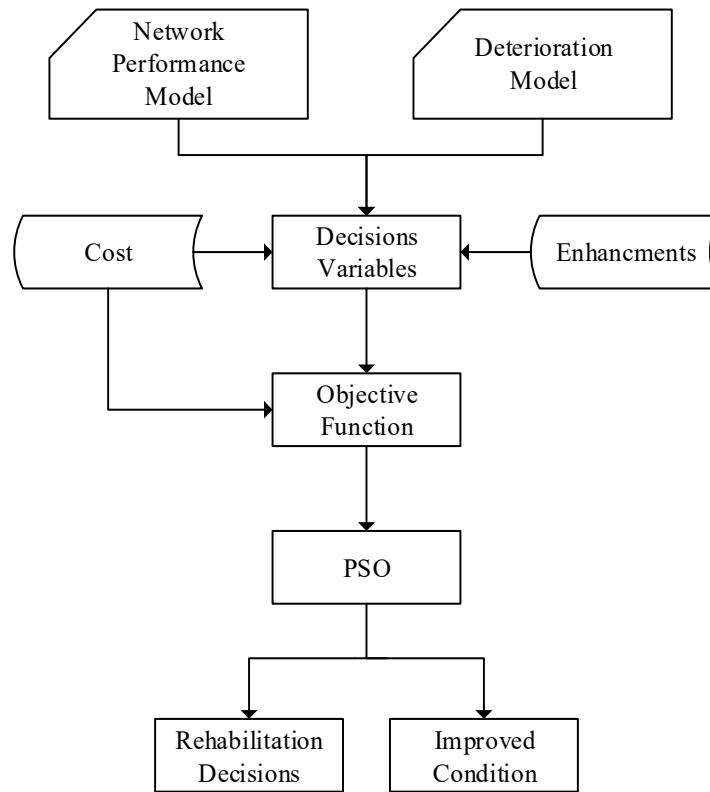 Network
Performance
Model
Deterioration
Model
Cost
Decisions
Variables
Enhancments
Objective
Function
PSO
Rehabilitation
Decisions
Improved
Condition